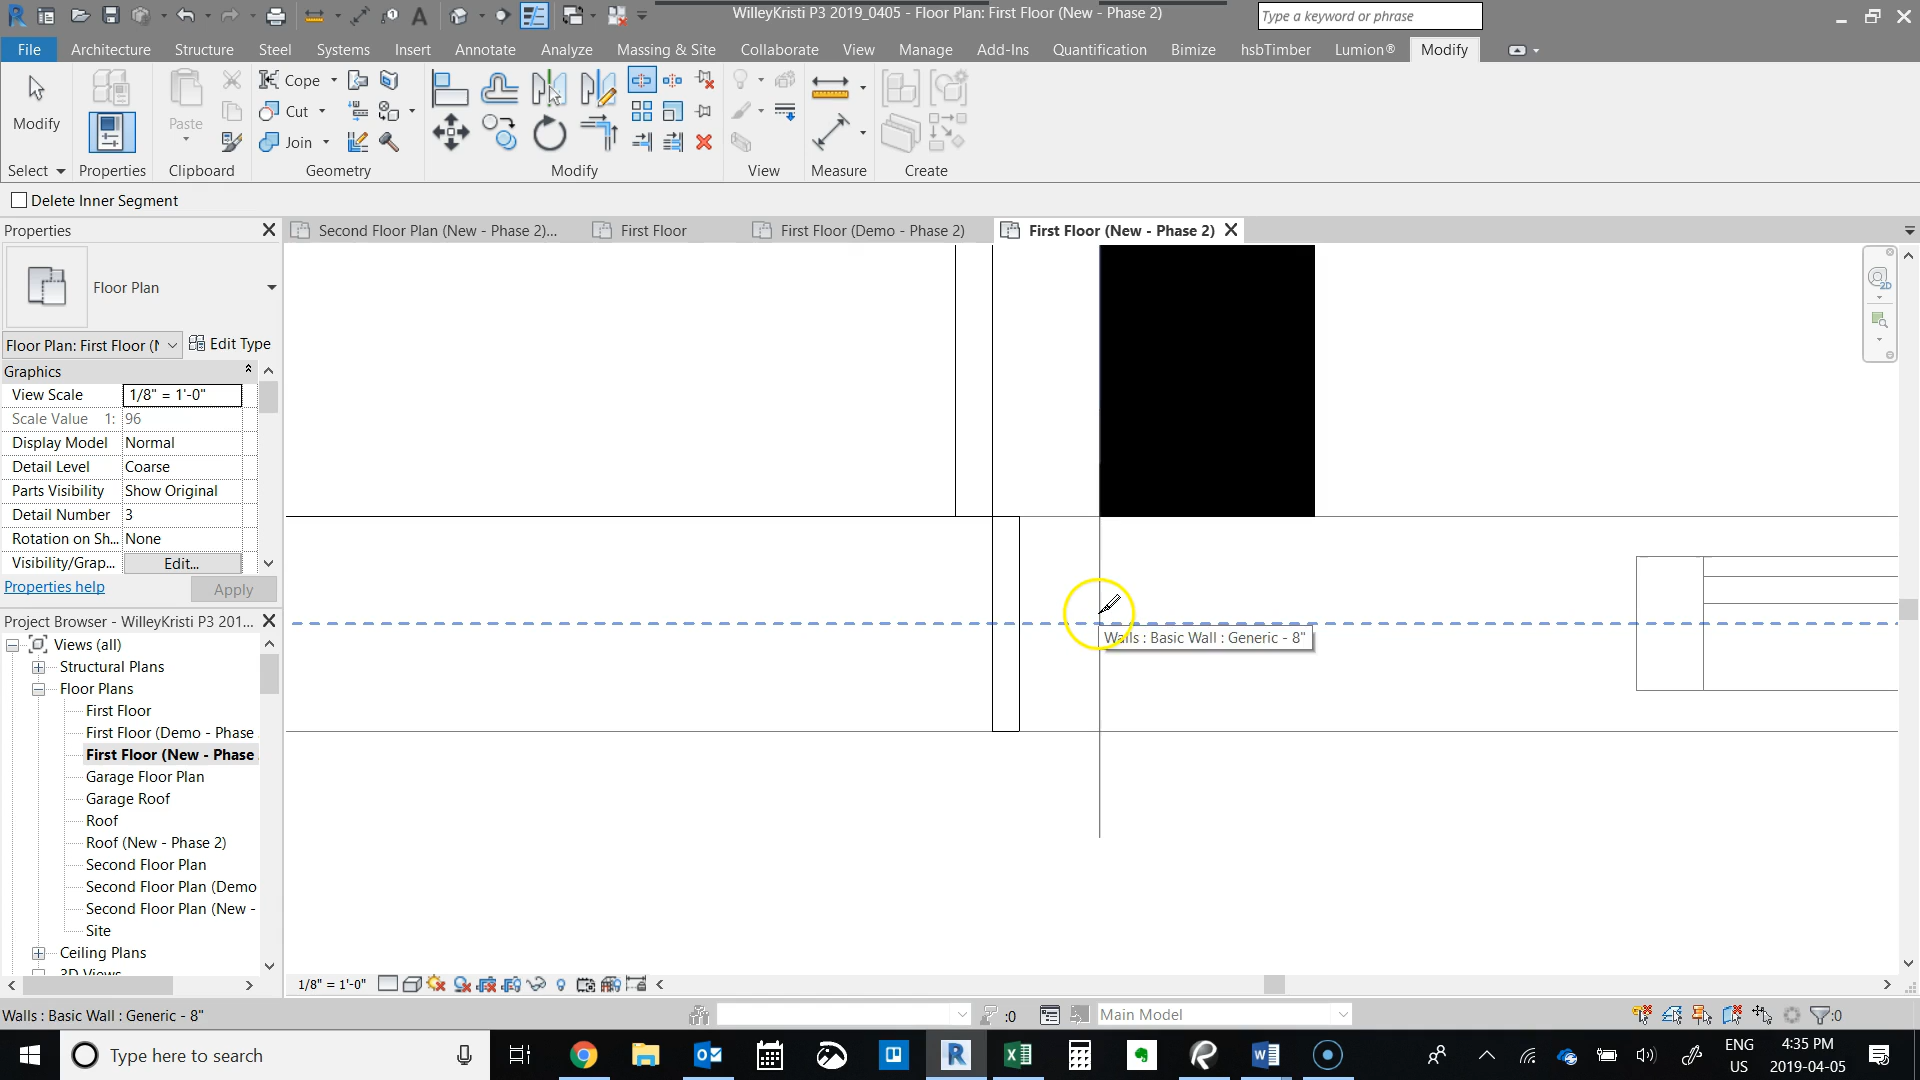 WilleyKristi P3 2019_0405 - Floor Plan: First Floor (New - Phase 2)
Type a keyword or phrase
File Architecture Structure Steel Systems Insert Annotate Analyze Massing & Site Collaborate View Manage Add-Ins Quantification Bimize hsbTimber Lumion® Modify
Modify
Paste
Cope
Cut
Join
Select Properties Clipboard Geometry Modify View Measure Create
Delete Inner Segment
Properties
Second Floor Plan (New - Phase 2)... First Floor First Floor (Demo - Phase 2) First Floor (New - Phase 2)
2D
Floor Plan
Floor Plan: First Floor (N Edit Type
Graphics
View Scale 1/8" = 1'-0"
Scale Value 1: 96
Display Model Normal
Detail Level Coarse
Parts Visibility Show Original
Detail Number 3
Rotation on Sh... None
Visibility/Grap... Edit...
Properties help Apply
Project Browser - WilleyKristi P3 201...
Views (all)
Structural Plans
Floor Plans
First Floor
First Floor (Demo - Phase
First Floor (New - Phase
Garage Floor Plan
Garage Roof
Roof
Roof (New - Phase 2)
Second Floor Plan
Second Floor Plan (Demo
Second Floor Plan (New -
Site
Ceiling Plans
3D Views
Walls : Basic Wall : Generic - 8"
1/8" = 1'-0"
Walls : Basic Wall : Generic - 8"
:0
Main Model
:0
Type here to search
ENG
US
4:35 PM
2019-04-05